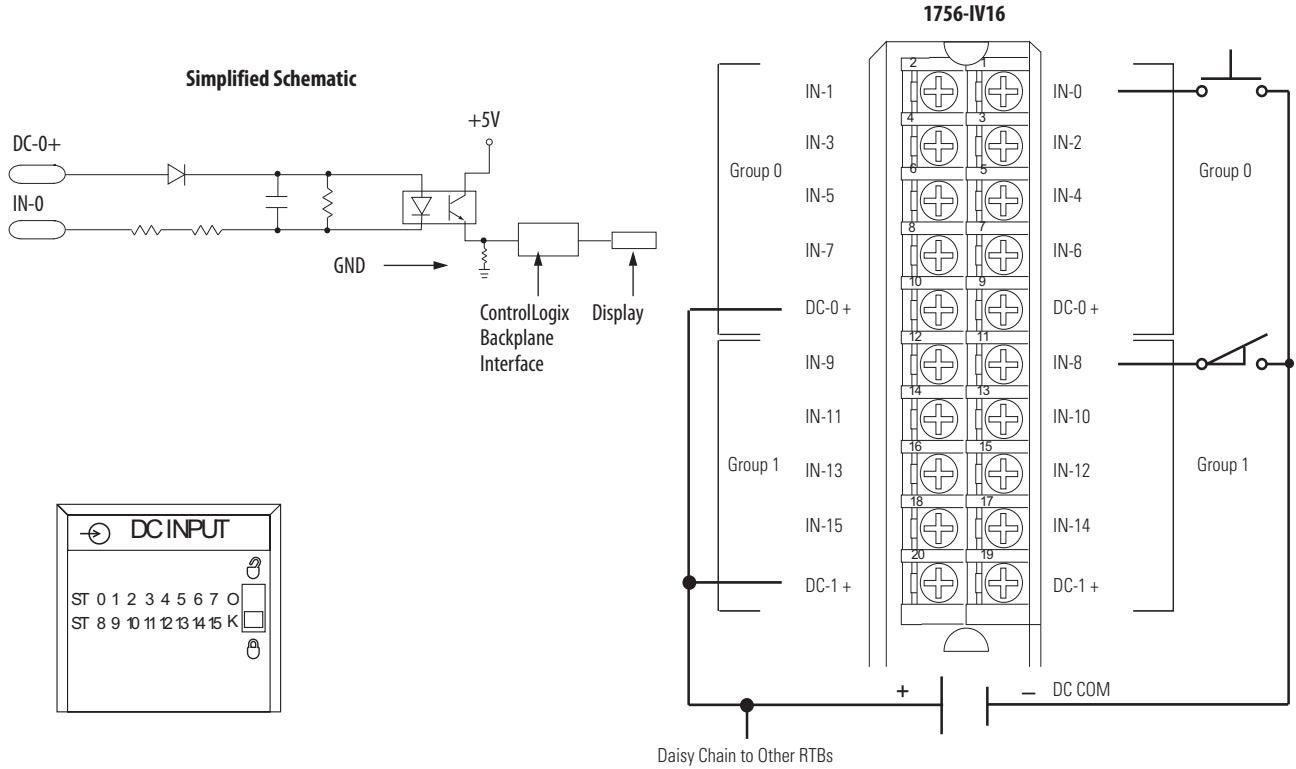 1756-IV16
Simplified Schematic
DC-0+
IN-0
+5V
GND
ControlLogix
Backplane
Interface
Display
DC INPUT
ST 0 1 2 3 4 5 6 7 O
ST 8 9 10 11 12 13 14 15 K
Group 0
Group 1
IN-1
IN-3
IN-5
IN-7
DC-0 +
IN-9
IN-11
IN-13
IN-15
DC-1 +
2 1
4 3
6 5
8 7
10 9
12 11
14 13
16 15
18 17
20 19
IN-0
IN-2
IN-4
IN-6
DC-0 +
IN-8
IN-10
IN-12
IN-14
DC-1 +
Group 0
Group 1
+ – DC COM
Daisy Chain to Other RTBs